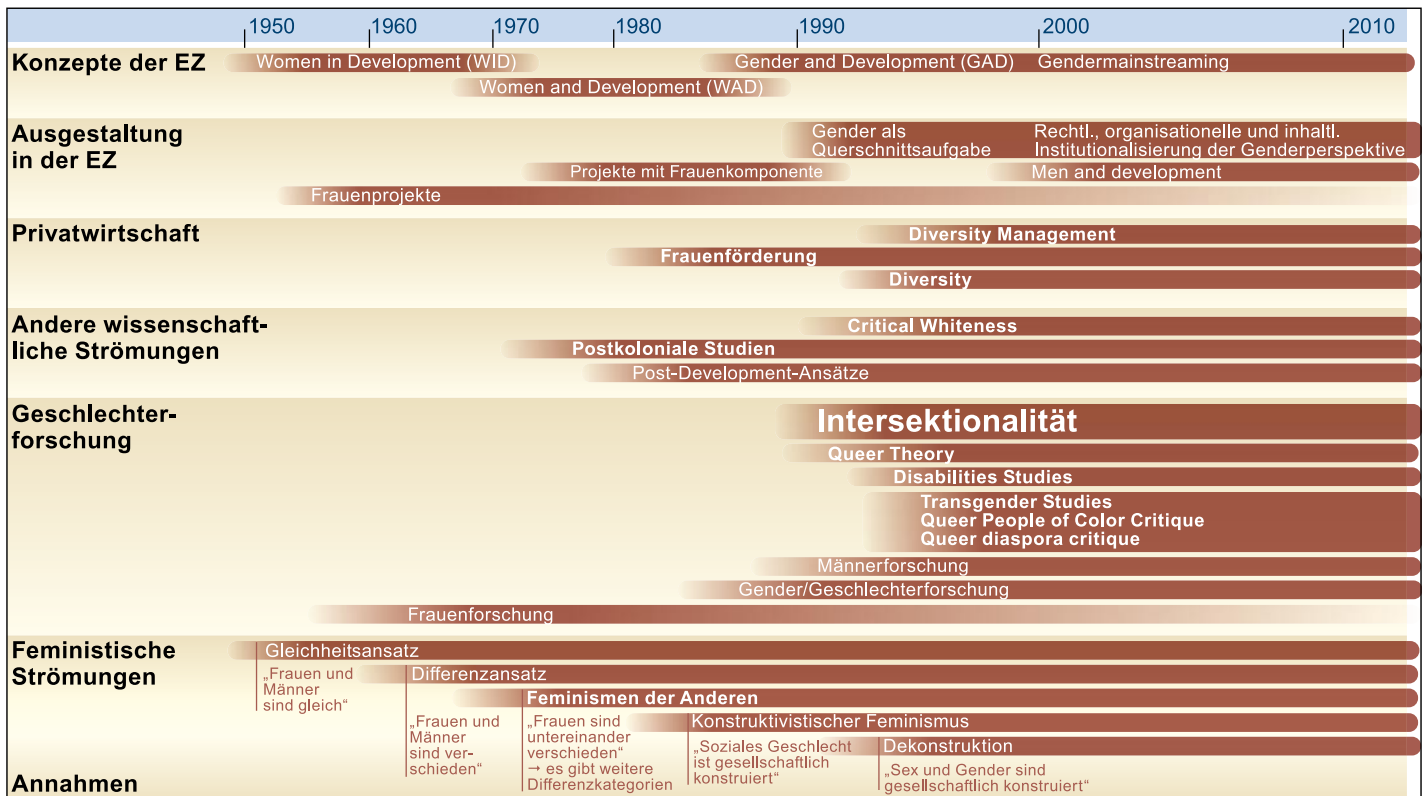 1950 1960 1970 1980 1990 2000 2010
Konzepte der EZ
Women in Development (WID)
Gender and Development (GAD)
Gendermainstreaming
Women and Development (WAD)
Ausgestaltung
in der EZ
Gender als
Querschnittsaufgabe
Rechtl., organisationelle und inhaltl.
Institutionalisierung der Genderperspektive
Projekte mit Frauenkomponente
Men and development
Frauenprojekte
Privatwirtschaft
Diversity Management
Frauenförderung
Diversity
Andere wissenschaft-
liche Strömungen
Critical Whiteness
Postkoloniale Studien
Post-Development-Ansätze
Geschlechter-
forschung
Intersektionalität
Queer Theory
Disabilities Studies
Transgender Studies
Queer People of Color Critique
Queer diaspora critique
Männerforschung
Gender/Geschlechterforschung
Frauenforschung
Feministische
Strömungen
Gleichheitsansatz
Differenzansatz
Feminismen der Anderen
Konstruktivistischer Feminismus
Dekonstruktion
Annahmen
„Frauen und
Männer
sind gleich“
„Frauen und
Männer
sind ver-
schieden“
„Frauen sind
untereinander
verschieden“
→ es gibt weitere
Differenzkategorien
„Soziales Geschlecht
ist gesellschaftlich
konstruiert“
„Sex und Gender sind
gesellschaftlich konstruiert“